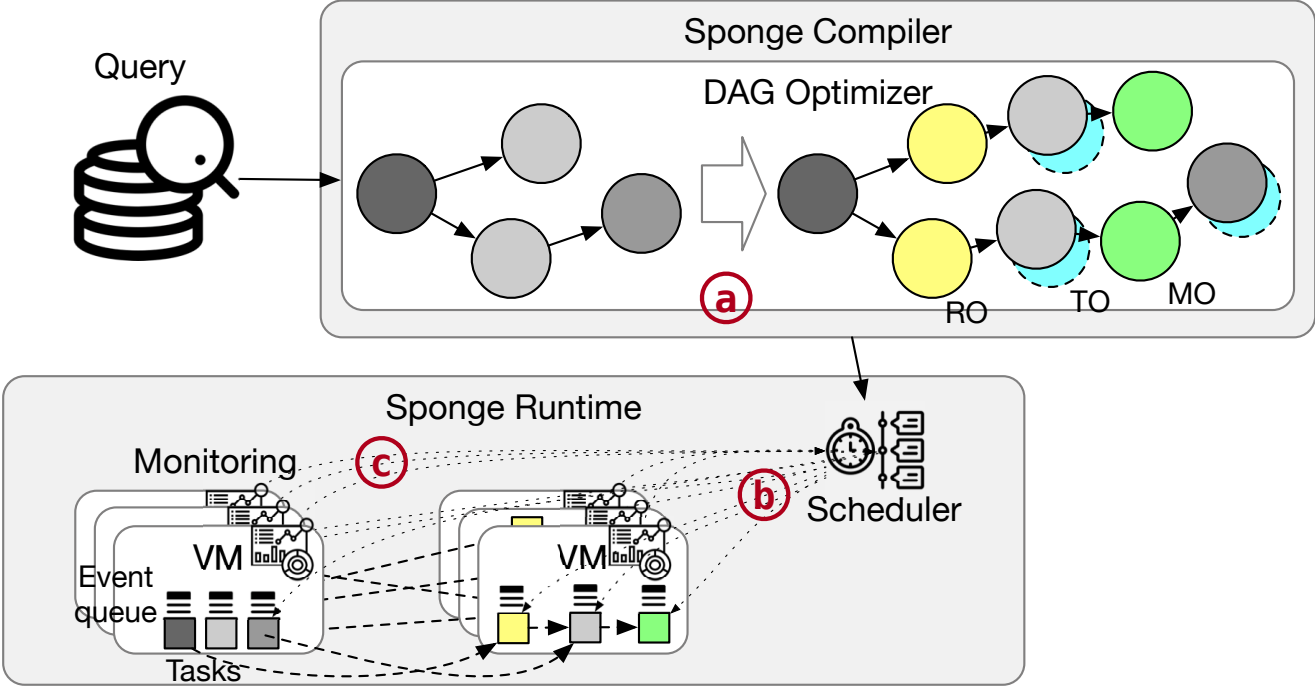 Sponge Compiler
Query
DAG Optimizer
a
RO
TO
MO
Sponge Runtime
Monitoring
c
b
Scheduler
VM
VM
Event
queue
Tasks